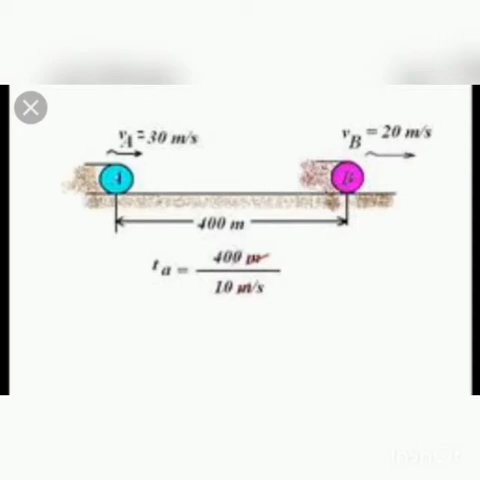 vA = 30 m/s
vB = 20 m/s
A
B
400 m
ta = 400 m / 10 m/s